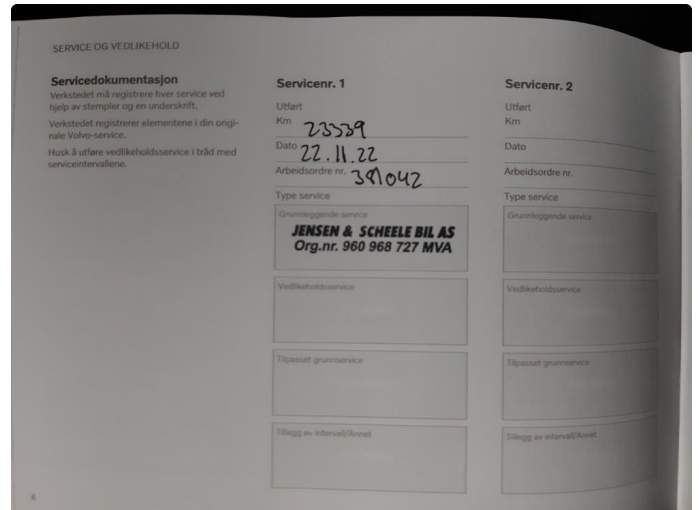 SERVICE OG VEDLIKEHOLD
Servicedokumentasjon
Verkstedet må registrere hver service ved
hjelp av stempler og en underskrift.
Verkstedet registrerer elementene i din origi-
nale Volvo-service.
Husk å utføre vedlikeholdsservice i tråd med
serviceintervallene.
Servicenr. 1
Utført
Km 23539
Dato 22.11.22
Arbeidsordre nr. 381042
Type service
Grunnleggende service
JENSEN & SCHEELE BIL AS
Org.nr. 960 968 727 MVA
Vedlikeholdsservice
Tilpasset grunnservice
Tillegg av intervall/Annet
Servicenr. 2
Utført
Km
Dato
Arbeidsordre nr.
Type service
Grunnleggende service
Vedlikeholdsservice
Tilpasset grunnservice
Tillegg av intervall/Annet